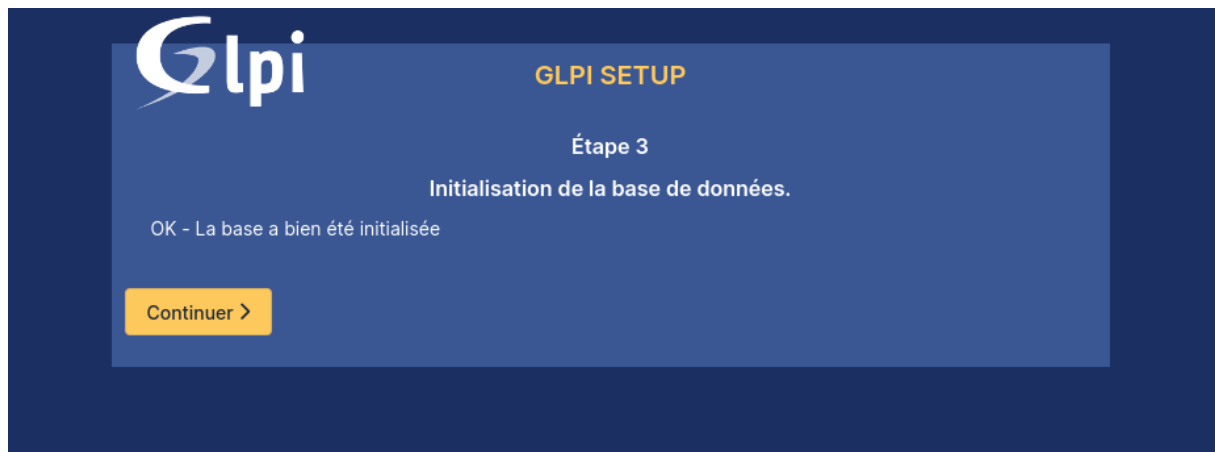 Glpi
GLPI SETUP
Étape 3
Initialisation de la base de données.
OK - La base a bien été initialisée
Continuer